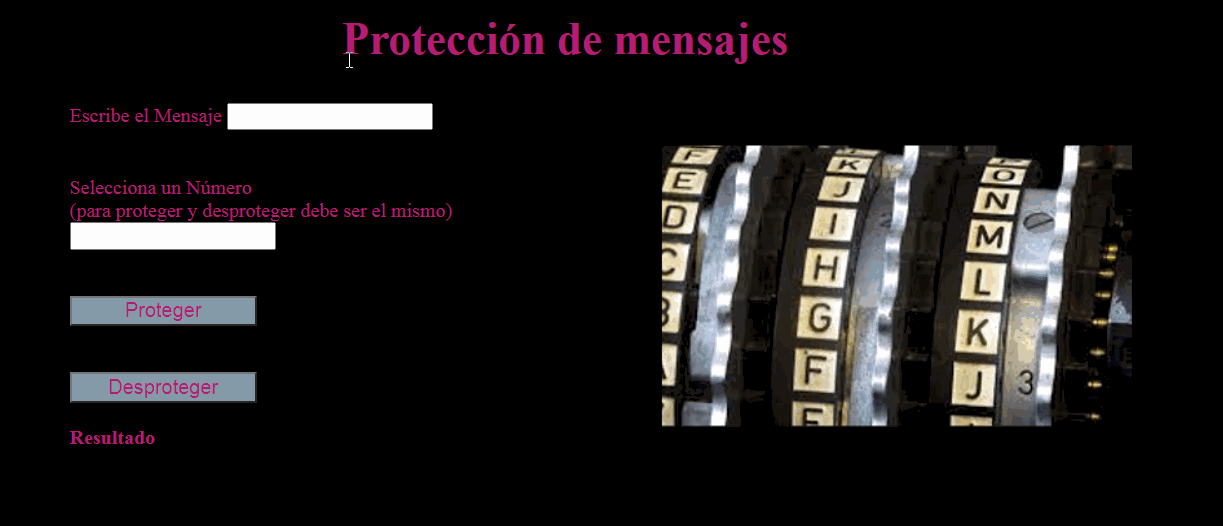 Protección de mensajes
Escribe el Mensaje
Selecciona un Número
(para proteger y desproteger debe ser el mismo)
Proteger
Desproteger
Resultado
F
E
D
C
B
A
K
J
I
H
G
F
E
O
N
M
L
K
J
3